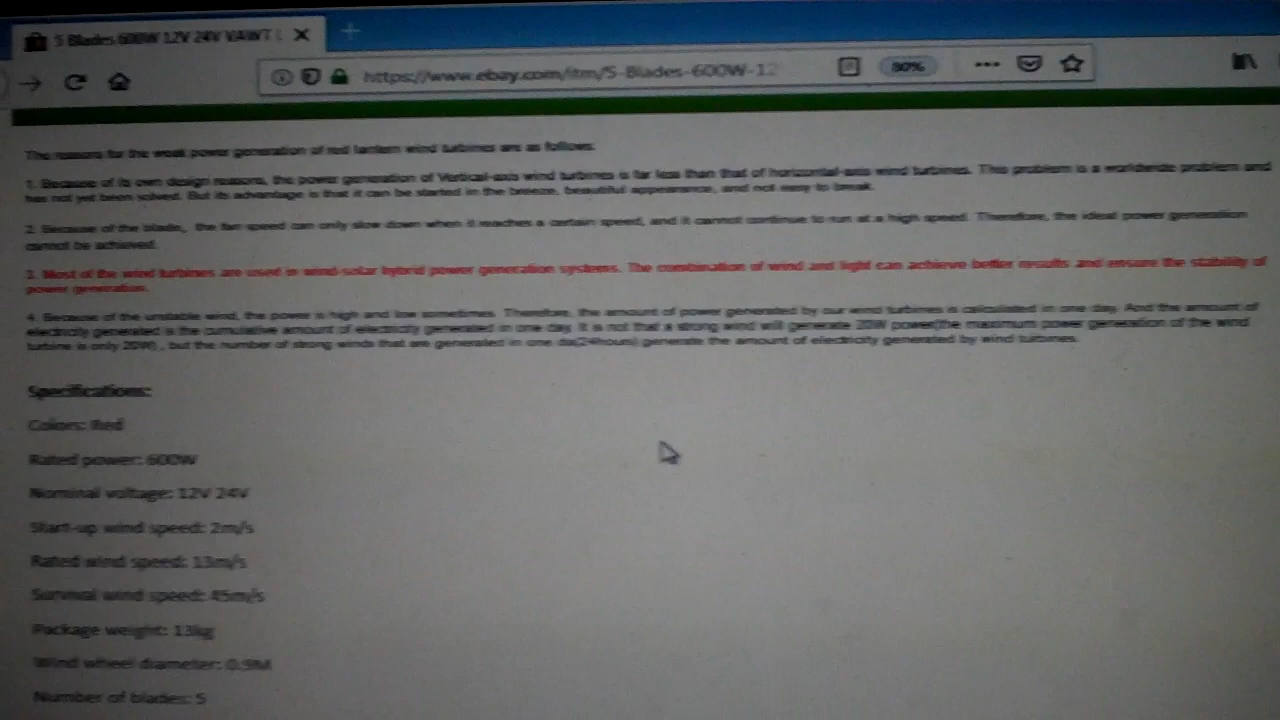 5 Blades 600W 12V 24V VAWT L
https://www.ebay.com/itm/5-Blades-600W-12
80%
The reasons for the weak power generation of red lantern wind turbines are as follows:
1. Because of its own design reasons, the power generation of Vertical-axis wind turbines is far less than that of horizontal-axis wind turbines. This problem is a worldwide problem and
has not yet been solved. But its advantage is that it can be started in the breeze, beautiful appearance, and not easy to break.
2. Because of the blade, the fan speed can only slow down when it reaches a certain speed, and it cannot continue to run at a high speed. Therefore, the ideal power generation
cannot be achieved.
3. Most of the wind turbines are used in wind-solar hybrid power generation systems. The combination of wind and light can achieve better results and ensure the stability of
power generation.
4. Because of the unstable wind, the power is high and low sometimes. Therefore, the amount of power generated by our wind turbines is calculated in one day. And the amount of
electricity generated is the cumulative amount of electricity generated in one day. It is not that a strong wind will generate 20W power(the maximum power generation of the wind
turbine is only 20W) , but the number of strong winds that are generated in one da(24hours) generate the amount of electricity generated by wind turbines.
Specifications:
Colors: Red
Rated power: 600W
Nominal voltage: 12V 24V
Start-up wind speed: 2m/s
Rated wind speed: 13m/s
Survival wind speed: 45m/s
Package weight: 13kg
Wind wheel diameter: 0.9M
Number of blades: 5